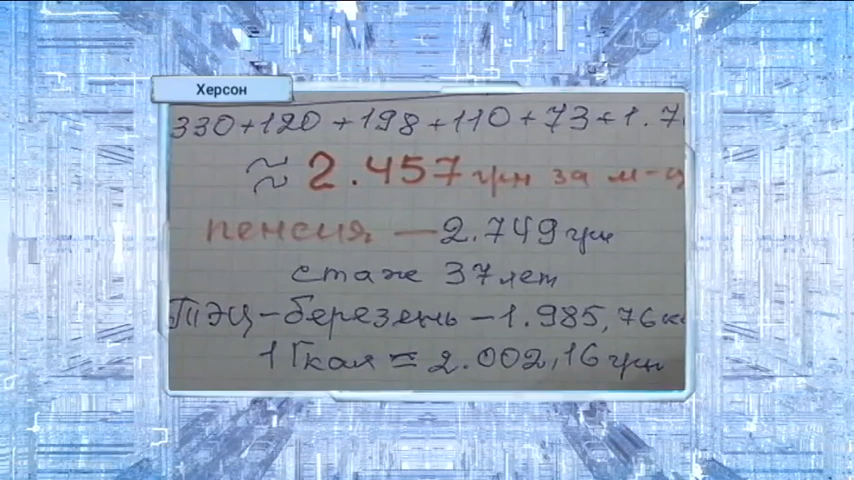 Херсон
330+120+198+110+73+1.7
≈ 2.457 грн за м-ц
пенсия — 2.749 грн
стаж 37 лет
ТЭЦ - березень - 1.985,76 к
1 Гкал = 2.002,16 грн